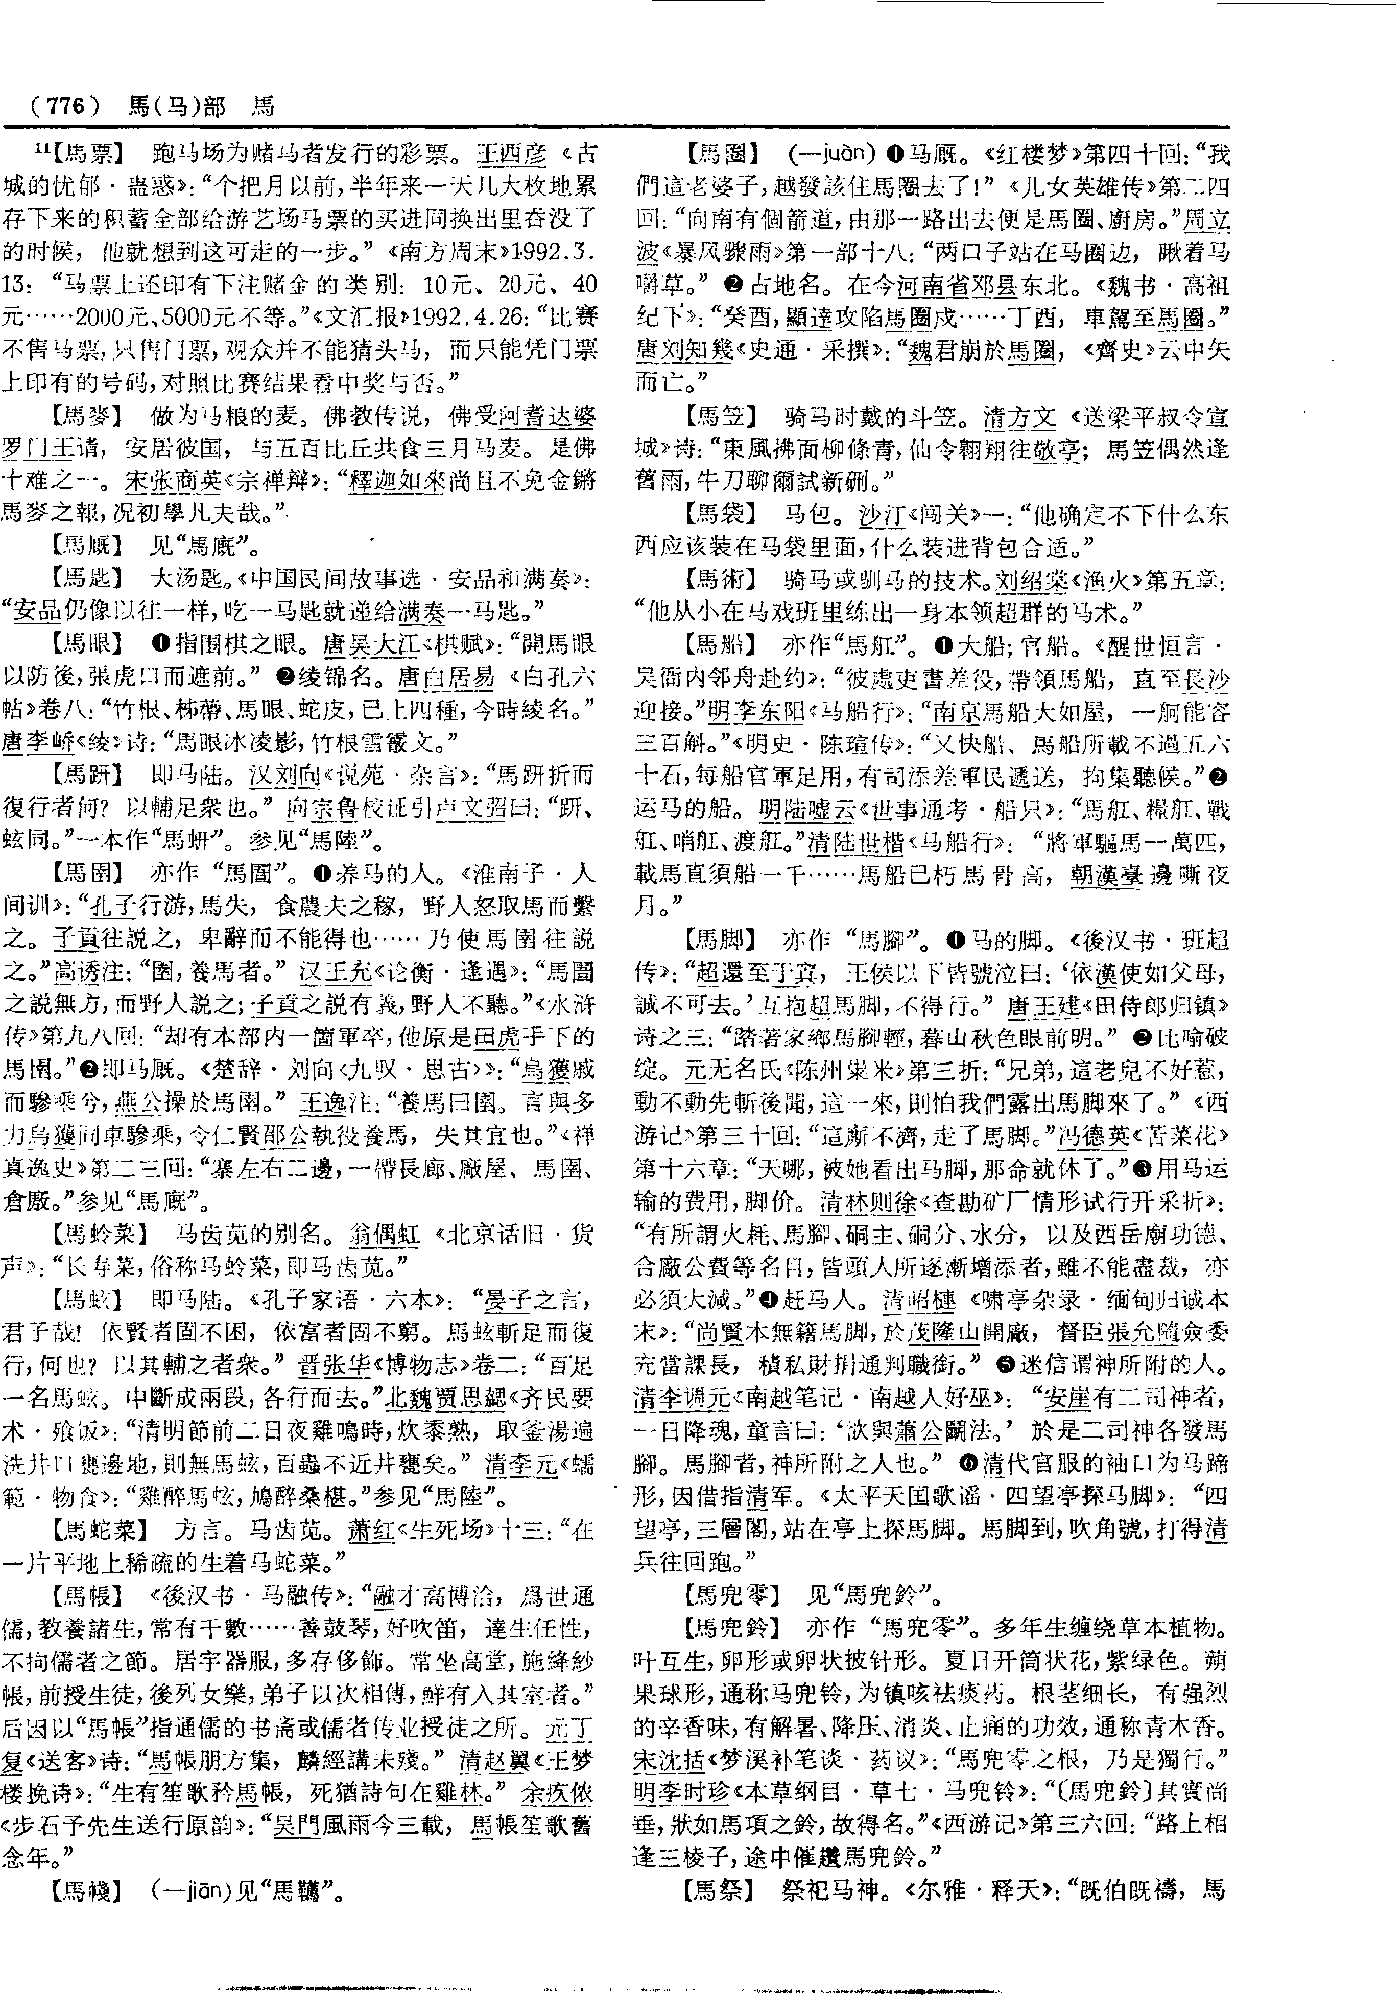 (776) 馬(马)部 馬
¹¹【馬票】 跑马场为赌马者发行的彩票。王西彦《古
城的忧郁·蛊惑》：“个把月以前，半年来一大几大枚地累
存下来的积蓄全部给游艺场马票的买进同换出里吞没了
的时候，他就想到这可走的一步。”《南方周末》1992.3.
13：“马票上还印有下注赌金的类别：10元、20元、40
元……2000元、5000元不等。”《文汇报》1992.4.26：“比赛
不售马票，只售门票，观众并不能猜头马，而只能凭门票
上印有的号码，对照比赛结果看中奖与否。”
【馬麥】 做为马粮的麦。佛教传说，佛受阿耆达婆
罗门王请，安居彼国，与五百比丘共食三月马麦。是佛
十难之一。宋张商英《宗禅辩》：“釋迦如來尚且不免金鏘
馬麥之報，况初學凡夫哉。”
【馬厩】 见“馬廐”。
【馬匙】 大汤匙。《中国民间故事选·安品和满奏》：
“安品仍像以往一样，吃一马匙就递给满奏一马匙。”
【馬眼】 ❶指围棋之眼。唐吴大江《棋赋》：“開馬眼
以防後，張虎口而遮前。” ❷绫锦名。唐白居易《白孔六
帖》卷八：“竹根、柿蔕、馬眼、蛇皮，已上四種，今時綾名。”
唐李峤《绫》诗：“馬眼冰凌影，竹根雪霰文。”
【馬趼】 即马陆。汉刘向《说苑·杂言》：“馬趼折而
復行者何？以輔足衆也。” 向宗鲁校证引卢文弨曰：“趼、
蚿同。”一本作“馬蚈”。参见“馬陸”。
【馬圉】 亦作“馬圄”。❶养马的人。《淮南子·人
间训》：“孔子行游，馬失，食農夫之稼，野人怒取馬而繫
之。子貢往説之，卑辭而不能得也……乃使馬圉往説
之。”高诱注：“圉，養馬者。” 汉王充《论衡·逢遇》：“馬圄
之説無方，而野人説之；子貢之説有義，野人不聽。”《水浒
传》第九八回：“却有本部内一箇軍卒，他原是田虎手下的
馬圉。”❷即马厩。《楚辞·刘向〈九叹·思古〉》：“烏獲戚
而驂乘兮，燕公操於馬圉。” 王逸注：“養馬曰圉。言與多
力烏獲同車驂乘，令仁賢邵公執役養馬，失其宜也。”《禅
真逸史》第二三回：“寨左右二邊，一帶長廊、廠屋、馬圉、
倉厫。”参见“馬廐”。
【馬蛉菜】 马齿苋的别名。翁偶虹《北京话旧·货
声》：“长寿菜，俗称马蛉菜，即马齿苋。”
【馬蚿】 即马陆。《孔子家语·六本》：“晏子之言，
君子哉！依賢者固不困，依富者固不窮。馬蚿斬足而復
行，何也？以其輔之者衆。” 晋张华《博物志》卷二：“百足
一名馬蚿。中斷成兩段，各行而去。”北魏贾思勰《齐民要
术·飧饭》：“清明節前二日夜雞鳴時，炊黍熟，取釜湯遍
洗井口甕邊地，則無馬蚿，百蟲不近井甕矣。” 清李元《蠕
範·物食》：“雞醉馬蚿，鳩醉桑椹。”参见“馬陸”。
【馬蛇菜】 方言。马齿苋。萧红《生死场》十三：“在
一片平地上稀疏的生着马蛇菜。”
【馬帳】 《後汉书·马融传》：“融才高博洽，爲世通
儒，教養諸生，常有千數……善鼓琴，好吹笛，達生任性，
不拘儒者之節。居宇器服，多存侈飾。常坐高堂，施絳紗
帳，前授生徒，後列女樂，弟子以次相傳，鮮有入其室者。”
后因以“馬帳”指通儒的书斋或儒者传业授徒之所。元丁
复《送客》诗：“馬帳朋方集，麟經講未殘。” 清赵翼《王梦
楼挽诗》：“生有笙歌矜馬帳，死猶詩句在雞林。” 余疚侬
《步石予先生送行原韵》：“吴門風雨今三載，馬帳笙歌舊
念年。”
【馬韉】 (—jiān)见“馬韉”。
【馬圈】 (—juàn) ❶马厩。《红楼梦》第四十回：“我
們這老婆子，越發該住馬圈去了！” 《儿女英雄传》第二四
回：“向南有個箭道，由那一路出去便是馬圈、廚房。”周立
波《暴风骤雨》第一部十八：“两口子站在马圈边，瞅着马
嚼草。” ❷占地名。在今河南省邓县东北。《魏书·高祖
纪下》：“癸酉，顯達攻陷馬圈戍……丁酉，車駕至馬圈。”
唐刘知幾《史通·采撰》：“魏君崩於馬圈，《齊史》云中矢
而亡。”
【馬笠】 骑马时戴的斗笠。清方文《送梁平叔令宣
城》诗：“東風拂面柳條青，仙令翱翔往敬亭；馬笠偶然逢
舊雨，牛刀聊爾試新硎。”
【馬袋】 马包。沙汀《闯关》一：“他确定不下什么东
西应该装在马袋里面，什么装进背包合适。”
【馬術】 骑马或驯马的技术。刘绍棠《渔火》第五章：
“他从小在马戏班里练出一身本领超群的马术。”
【馬船】 亦作“馬舡”。❶大船；官船。《醒世恒言·
吴衙内邻舟赴约》：“彼處吏書差役，帶領馬船，直至長沙
迎接。”明李东阳《马船行》：“南京馬船大如屋，一舸能容
三百斛。”《明史·陈瑄传》：“又快船、馬船所載不過五六
十石，每船官軍足用，有司添差軍民遞送，拘集聽候。”❷
运马的船。明陆嘘云《世事通考·船只》：“馬舡、樑舡、戰
舡、哨舡、渡舡。”清陆世楷《马船行》：“將軍驅馬一萬匹，
載馬直須船一千……馬船已朽馬骨高，朝漢臺邊嘶夜
月。”
【馬脚】 亦作“馬腳”。❶马的脚。《後汉书·班超
传》：“超還至于寘，王侯以下皆號泣曰：‘依漢使如父母，
誠不可去。’互抱超馬脚，不得行。” 唐王建《田侍郎归镇》
诗之三：“踏著家鄉馬腳輕，暮山秋色眼前明。” ❷比喻破
绽。元无名氏《陈州粜米》第三折：“兄弟，這老兒不好惹，
動不動先斬後聞，這一來，則怕我們露出馬脚來了。”《西
游记》第三十回：“這厮不濟，走了馬脚。”冯德英《苦菜花》
第十六章：“天哪，被她看出马脚，那命就休了。”❸用马运
输的费用，脚价。清林则徐《查勘矿厂情形试行开采折》：
“有所謂火耗、馬腳、硐主、硐分、水分，以及西岳廟功德、
合廠公費等名目，皆頭人所逐漸增添者，雖不能盡裁，亦
必須大減。”❹赶马人。清昭梿《啸亭杂录·缅甸归诚本
末》：“尚賢本無籍馬脚，於茂隆山開廠，督臣張允隨僉委
充當課長，積私財捐通判職銜。” ❺迷信谓神所附的人。
清李调元《南越笔记·南越人好巫》：“安崖有二司神者，
一日降魂，童言曰：‘欲與蕭公鬭法。’ 於是二司神各發馬
腳。馬腳者，神所附之人也。” ❻清代官服的袖口为马蹄
形，因借指清军。《太平天国歌谣·四望亭探马脚》：“四
望亭，三層閣，站在亭上探馬脚。馬脚到，吹角號，打得清
兵往回跑。”
【馬兜零】 见“馬兜鈴”。
【馬兜鈴】 亦作“馬兜零”。多年生缠绕草本植物。
叶互生，卵形或卵状披针形。夏日开筒状花，紫绿色。蒴
果球形，通称马兜铃，为镇咳祛痰药。根茎细长，有强烈
的辛香味，有解暑、降压、消炎、止痛的功效，通称青木香。
宋沈括《梦溪补笔谈·药议》：“馬兜零之根，乃是獨行。”
明李时珍《本草纲目·草七·马兜铃》：“〔馬兜鈴〕其實尚
垂，狀如馬項之鈴，故得名。”《西游记》第三六回：“路上相
逢三棱子，途中催趲馬兜鈴。”
【馬祭】 祭祀马神。《尔雅·释天》：“既伯既禱，馬